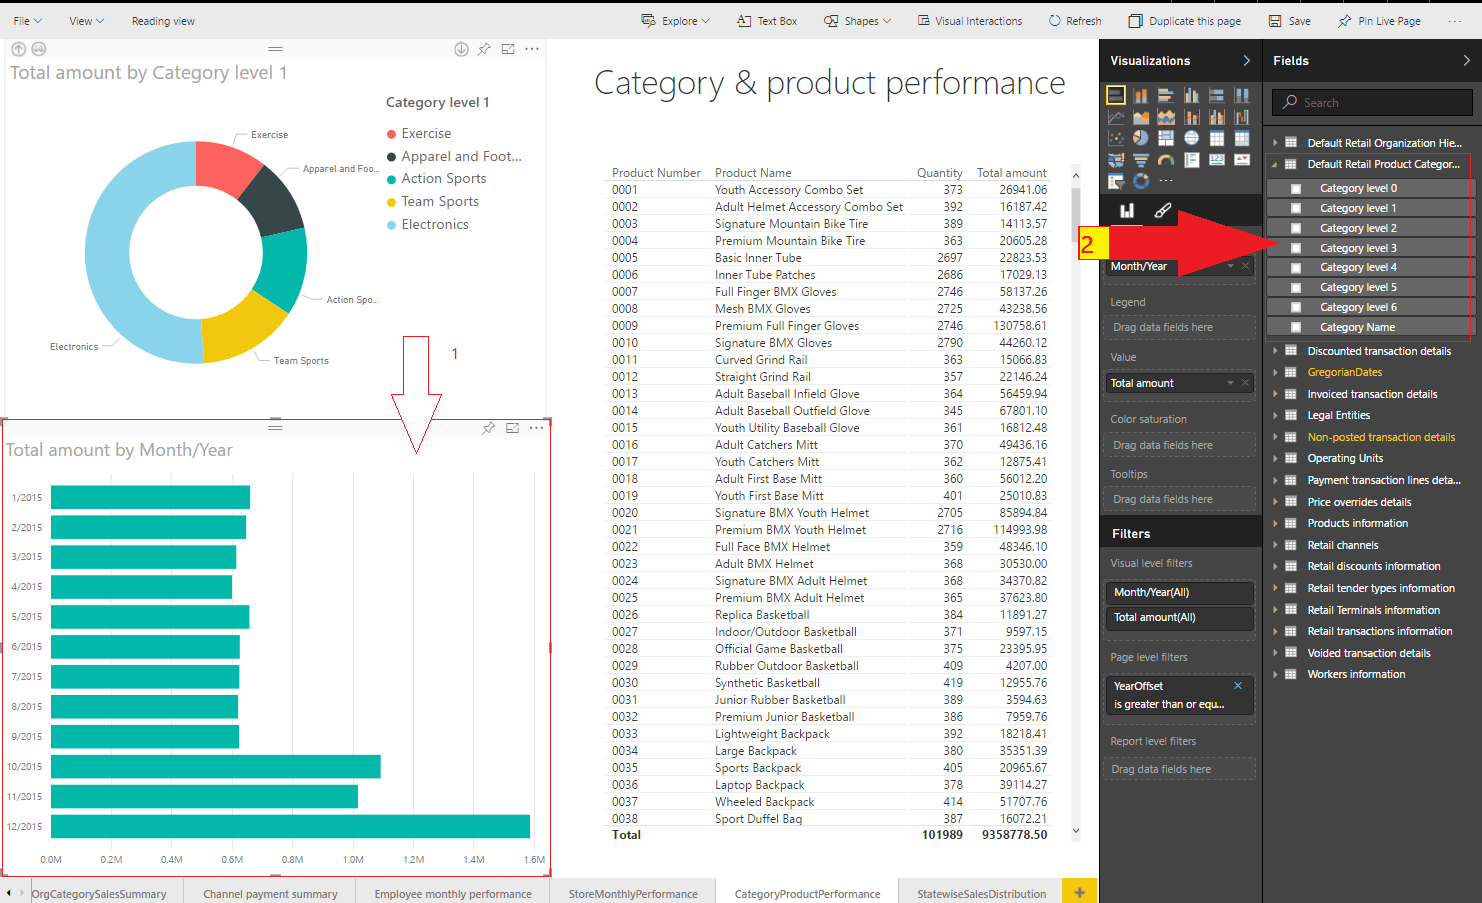 File View Reading view Explore Text Box Shapes Visual Interactions Refresh Duplicate this page Save Pin Live Page
Total amount by Category level 1
Category level 1
Exercise
Apparel and Foot...
Action Sports
Team Sports
Electronics
Exercise
Apparel and Foo...
Action Spo...
Team Sports
Electronics
1
Total amount by Month/Year
1/2015
2/2015
3/2015
4/2015
5/2015
6/2015
7/2015
8/2015
9/2015
10/2015
11/2015
12/2015
0.0M 0.2M 0.4M 0.6M 0.8M 1.0M 1.2M 1.4M 1.6M
Category & product performance
Product Number Product Name Quantity Total amount
0001 Youth Accessory Combo Set 373 26941.06
0002 Adult Helmet Accessory Combo Set 392 16187.42
0003 Signature Mountain Bike Tire 389 14113.57
0004 Premium Mountain Bike Tire 363 20605.28
0005 Basic Inner Tube 2697 22823.53
0006 Inner Tube Patches 2686 17029.13
0007 Full Finger BMX Gloves 2746 58137.26
0008 Mesh BMX Gloves 2725 43238.56
0009 Premium Full Finger Gloves 2746 130758.61
0010 Signature BMX Gloves 2790 44260.12
0011 Curved Grind Rail 363 15066.83
0012 Straight Grind Rail 357 22146.24
0013 Adult Baseball Infield Glove 364 56459.94
0014 Adult Baseball Outfield Glove 345 67801.10
0015 Youth Utility Baseball Glove 361 16812.48
0016 Adult Catchers Mitt 370 49436.16
0017 Youth Catchers Mitt 362 12875.41
0018 Adult First Base Mitt 360 56012.20
0019 Youth First Base Mitt 401 25010.83
0020 Signature BMX Youth Helmet 2705 85894.84
0021 Premium BMX Youth Helmet 2716 114993.98
0022 Full Face BMX Helmet 359 48346.10
0023 Adult BMX Helmet 368 30530.00
0024 Signature BMX Adult Helmet 368 34370.82
0025 Premium BMX Adult Helmet 365 37623.80
0026 Replica Basketball 384 11891.27
0027 Indoor/Outdoor Basketball 371 9597.15
0028 Official Game Basketball 375 23395.95
0029 Rubber Outdoor Basketball 409 4207.00
0030 Synthetic Basketball 419 12955.76
0031 Junior Rubber Basketball 389 3594.63
0032 Premium Junior Basketball 386 7959.76
0033 Lightweight Backpack 392 18218.41
0034 Large Backpack 380 35351.39
0035 Sports Backpack 405 20965.67
0036 Laptop Backpack 378 39114.27
0037 Wheeled Backpack 414 51707.76
0038 Sport Duffel Bag 387 16072.21
Total 101989 9358778.50
Visualizations
2
Month/Year
Legend
Drag data fields here
Value
Total amount
Color saturation
Drag data fields here
Tooltips
Drag data fields here
Filters
Visual level filters
Month/Year(All)
Total amount(All)
Page level filters
YearOffset
is greater than or equ...
Report level filters
Drag data fields here
Fields
Search
Default Retail Organization Hie...
Default Retail Product Categor...
Category level 0
Category level 1
Category level 2
Category level 3
Category level 4
Category level 5
Category level 6
Category Name
Discounted transaction details
GregorianDates
Invoiced transaction details
Legal Entities
Non-posted transaction details
Operating Units
Payment transaction lines deta...
Price overrides details
Products information
Retail channels
Retail discounts information
Retail tender types information
Retail Terminals information
Retail transactions information
Voided transaction details
Workers information
OrgCategorySalesSummary Channel payment summary Employee monthly performance StoreMonthlyPerformance CategoryProductPerformance StatewiseSalesDistribution